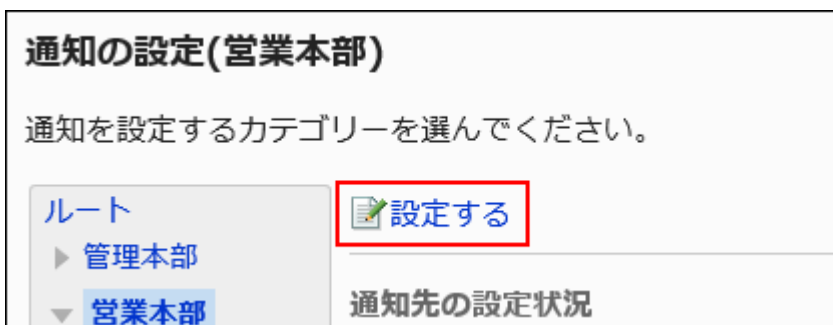 通知の設定(営業本部)
通知を設定するカテゴリーを選んでください。
ルート
設定する
管理本部
営業本部
通知先の設定状況